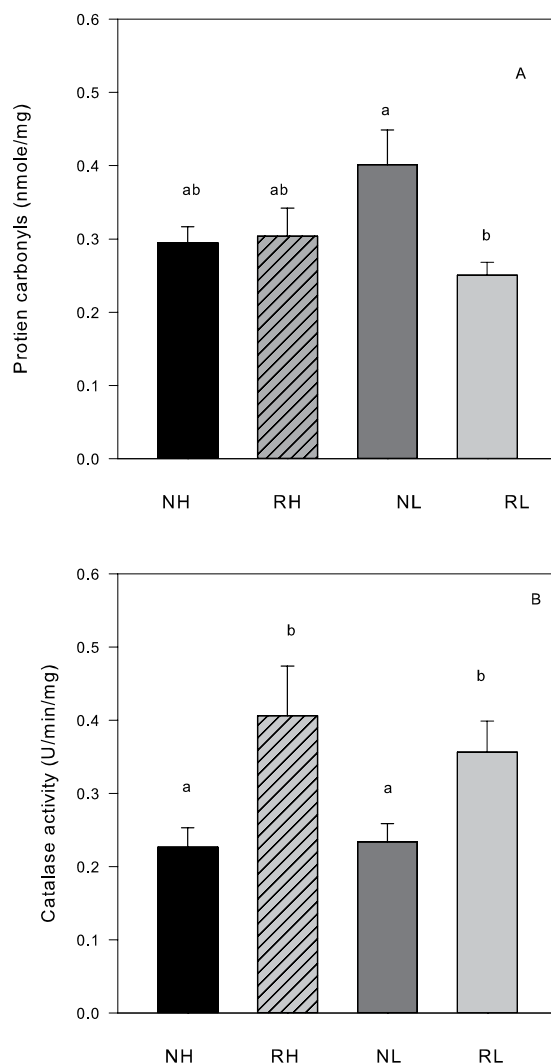 0.6
A
0.5
a
0.4
ab
ab
b
0.3
0.2
0.1
0.0
Protien carbonyls (nmole/mg)
NH RH NL RL
0.6
B
0.5
b
b
0.4
a
a
0.3
0.2
0.1
0.0
Catalase activity (U/min/mg)
NH RH NL RL